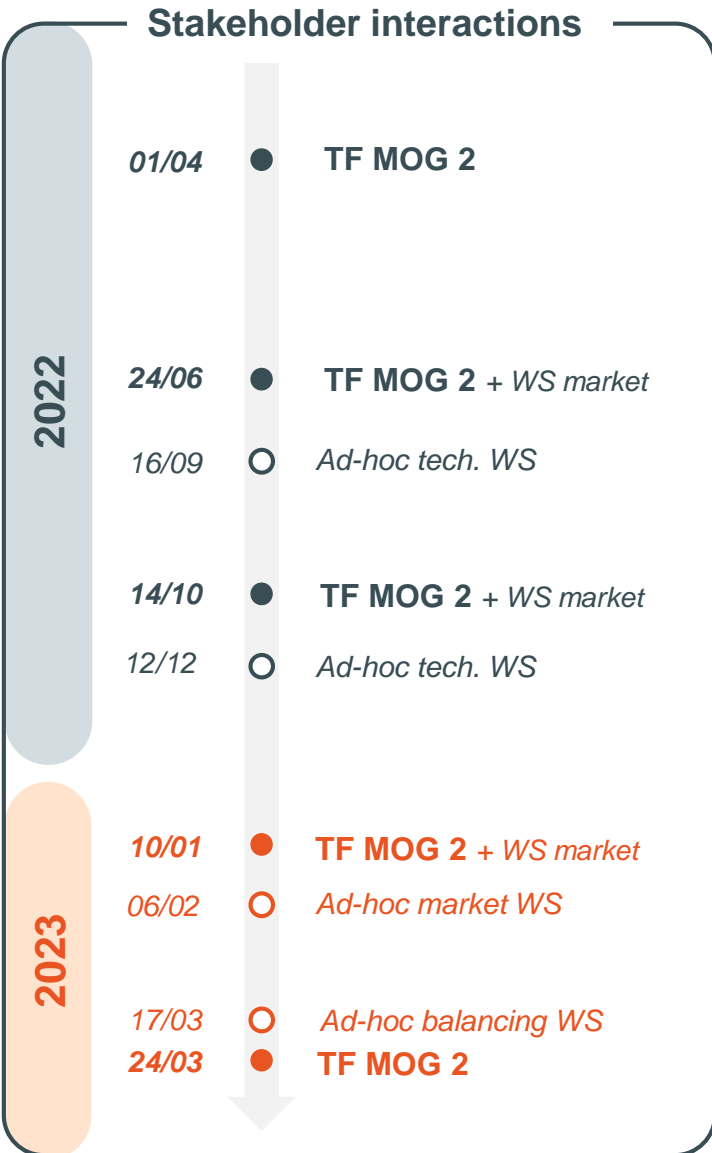 Stakeholder interactions
2022
01/04 TF MOG 2
24/06 TF MOG 2 + WS market
16/09 Ad-hoc tech. WS
14/10 TF MOG 2 + WS market
12/12 Ad-hoc tech. WS
2023
10/01 TF MOG 2 + WS market
06/02 Ad-hoc market WS
17/03 Ad-hoc balancing WS
24/03 TF MOG 2